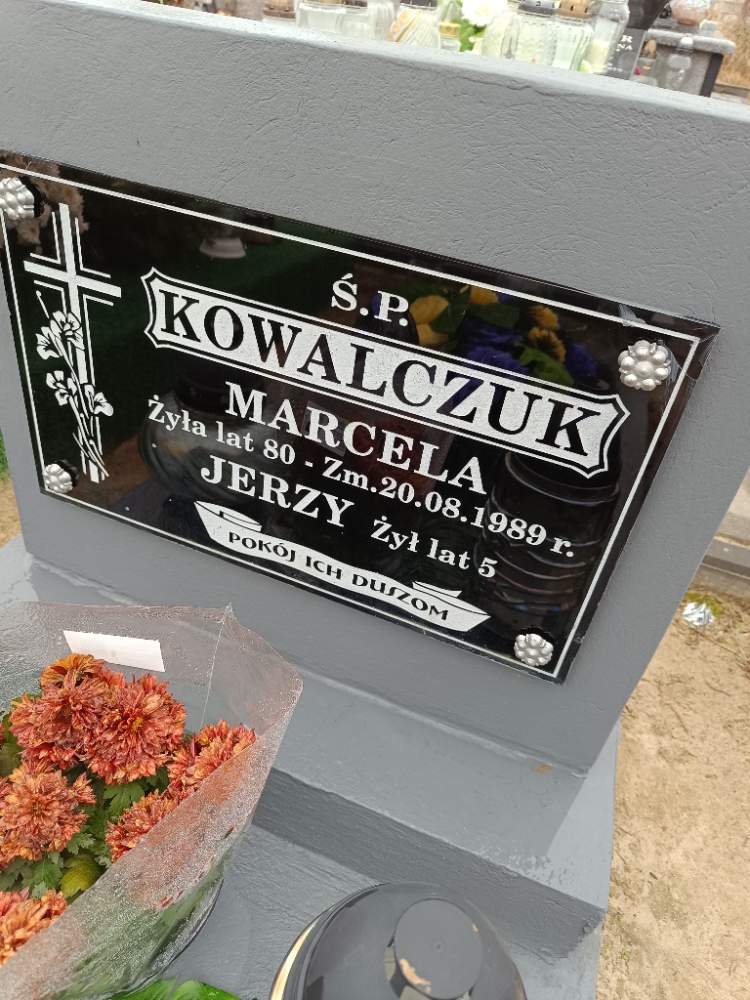 Ś.P.
KOWALCZUK
MARCELA
Żyła lat 80 - Zm.20.08.1989 r.
JERZY Żył lat 5
POKÓJ ICH DUSZOM